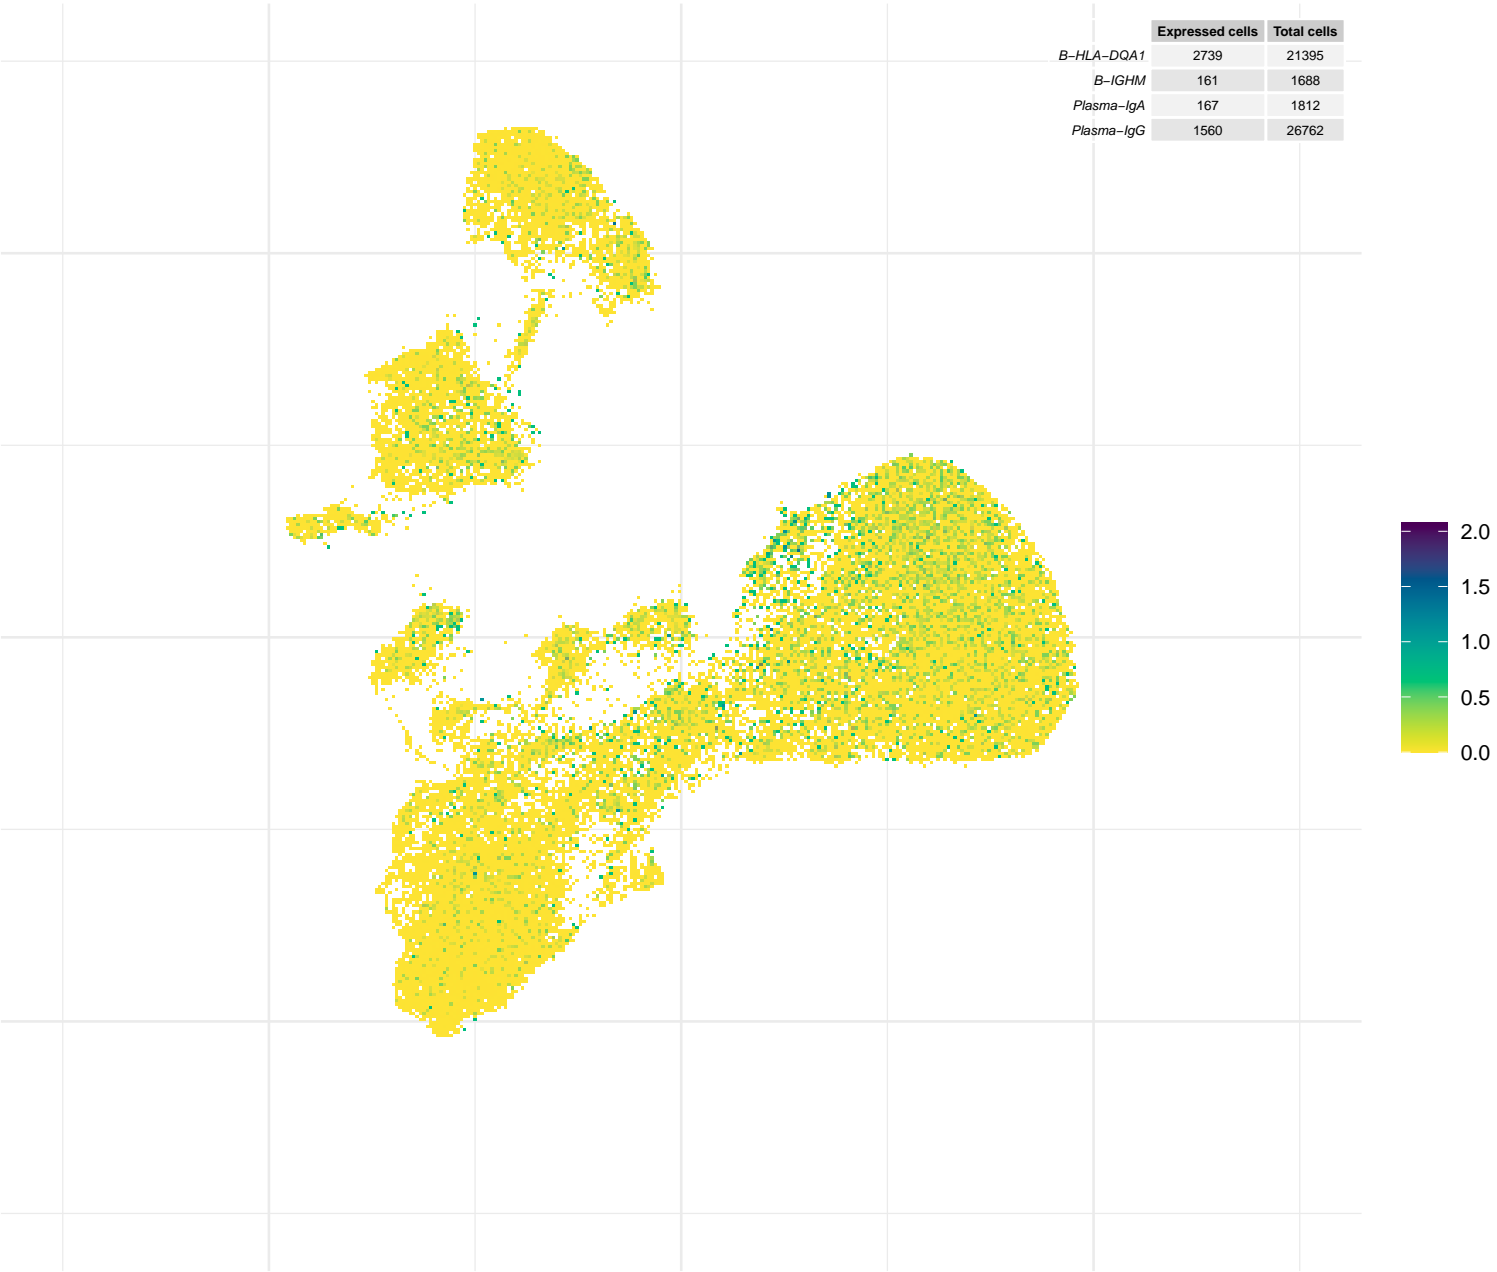 Expressed cells Total cells
B−HLA−DQA1 2739 21395
B−IGHM 161 1688
Plasma−IgA 167 1812
Plasma−IgG 1560 26762
2.0
1.5
1.0
0.5
0.0